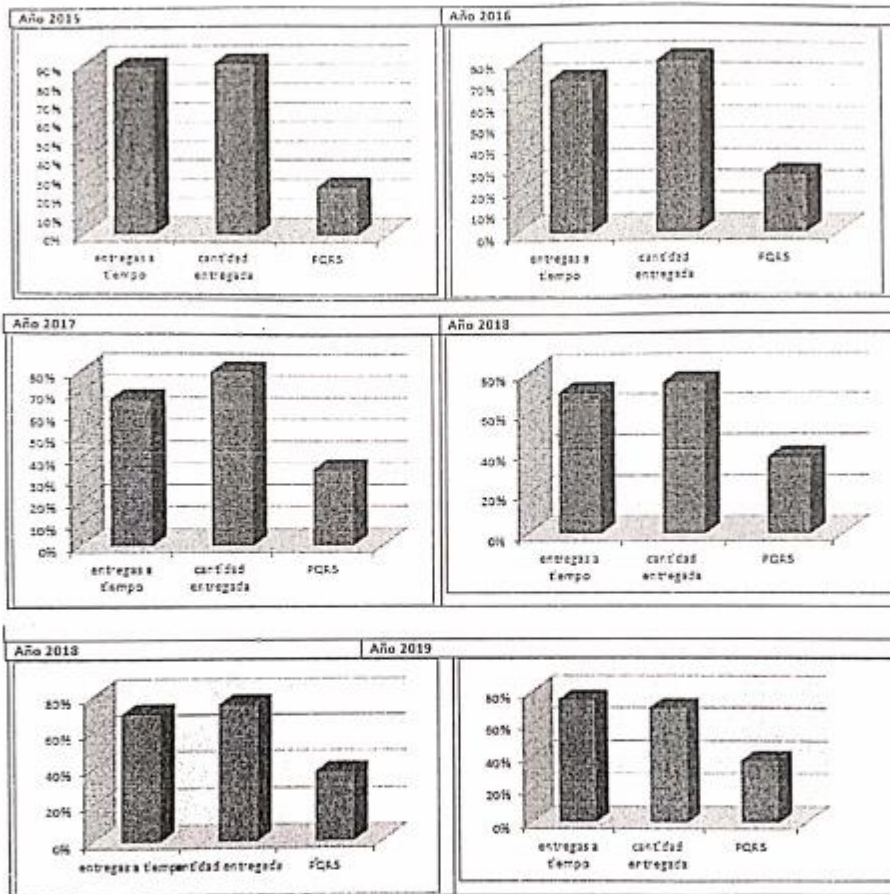 Año 2015
90%
80%
70%
60%
50%
40%
30%
20%
10%
0%
entregas a tiempo
cantidad entregada
PQRS
Año 2016
80%
70%
60%
50%
40%
30%
20%
10%
0%
entregas a tiempo
cantidad entregada
PQRS
Año 2017
80%
70%
60%
50%
40%
30%
20%
10%
0%
entregas a tiempo
cantidad entregada
PQRS
Año 2018
80%
60%
40%
20%
0%
entregas a tiempo
cantidad entregada
PQRS
Año 2018
80%
60%
40%
20%
0%
entregas a tiempo
entregada
PQRS
Año 2019
80%
60%
40%
20%
0%
entregas a tiempo
cantidad entregada
PQRS